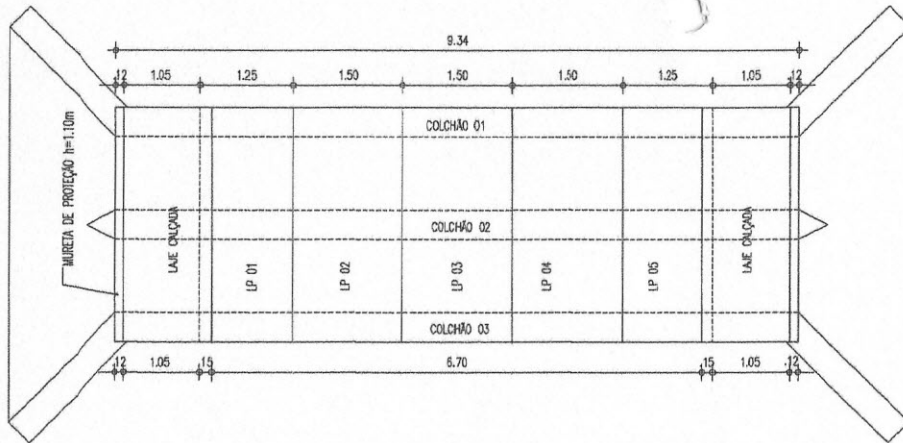 9.34
12 1.05 1.25 1.50 1.50 1.50 1.25 1.05 12
COLCHÃO 01
MURETA DE PROTEÇÃO h=1.10m
LAJE CALÇADA
COLCHÃO 02
LAJE CALÇADA
LP 01
LP 02
LP 03
LP 04
LP 05
COLCHÃO 03
12 1.05 15 6.70 15 1.05 12